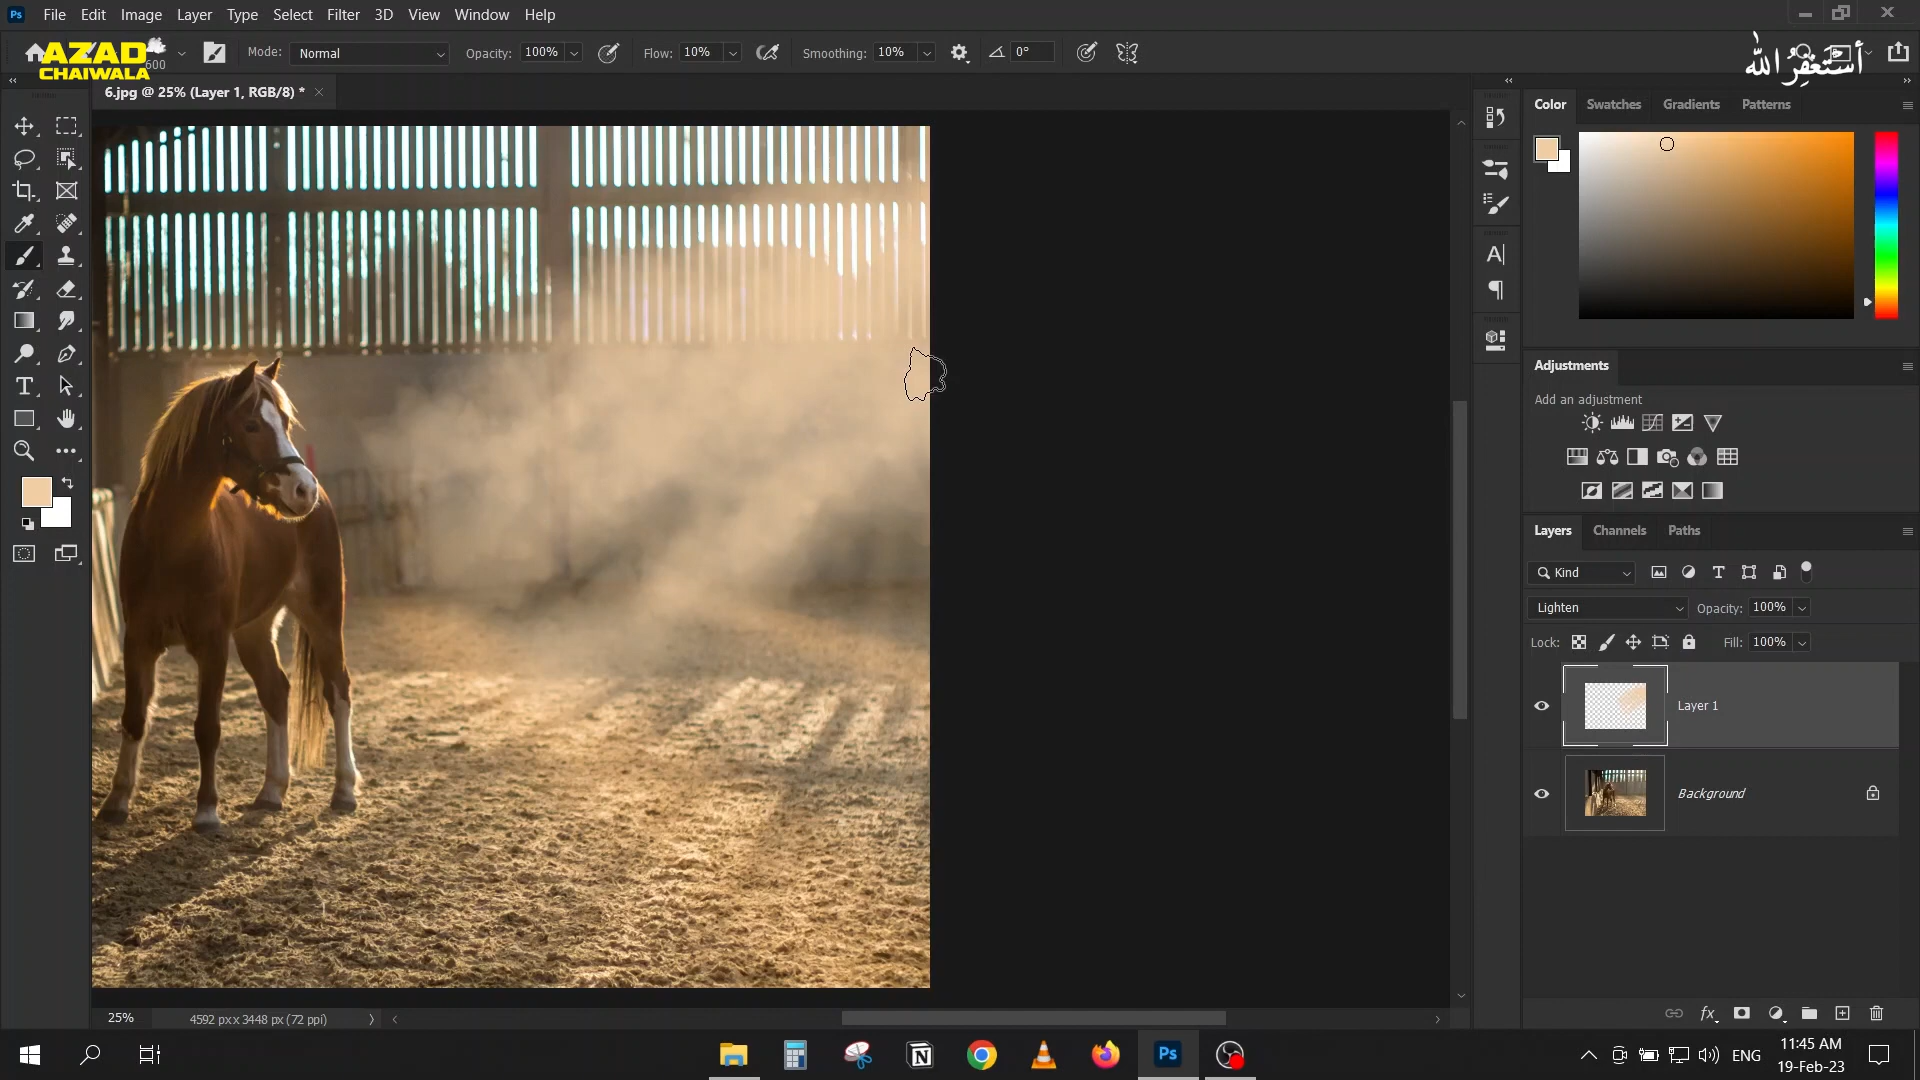 File Edit Image Layer Type Select Filter 3D View Window Help
AZAD
CHAIWALA
600
Mode: Normal Opacity: 100% Flow: 10% Smoothing: 10% 0°
أستغفِرُ اللّٰه
6.jpg @ 25% (Layer 1, RGB/8) *
Color Swatches Gradients Patterns
Adjustments
Add an adjustment
Layers Channels Paths
Kind
Lighten Opacity: 100%
Lock: Fill: 100%
Layer 1
Background
25% 4592 px x 3448 px (72 ppi)
ENG
11:45 AM
19-Feb-23